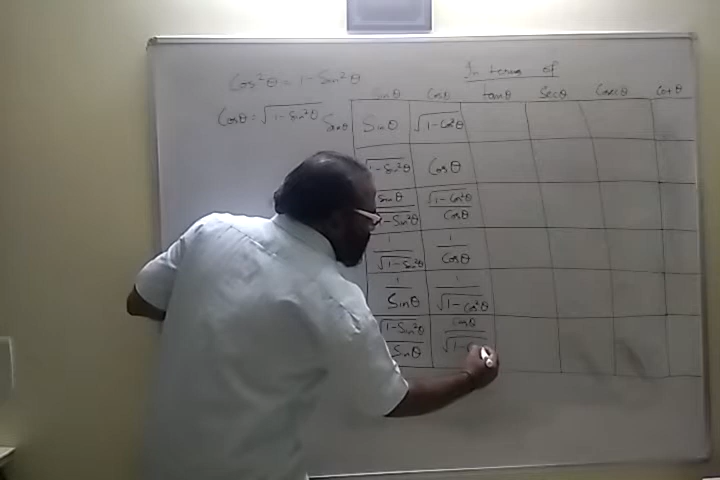 In terms of
Cos²θ = 1 - Sin²θ
Sinθ Cosθ tanθ Secθ Cosecθ Cotθ
Cosθ = √1 - Sin²θ
Sinθ Sinθ √1-Cos²θ
√1-Sin²θ Cosθ
Sinθ √1-Cos²θ
-Sin²θ Cosθ
1 1
√1-Sin²θ Cosθ
1 1
Sinθ √1-Cos²θ
√1-Sin²θ Cosθ
Sinθ √1-C